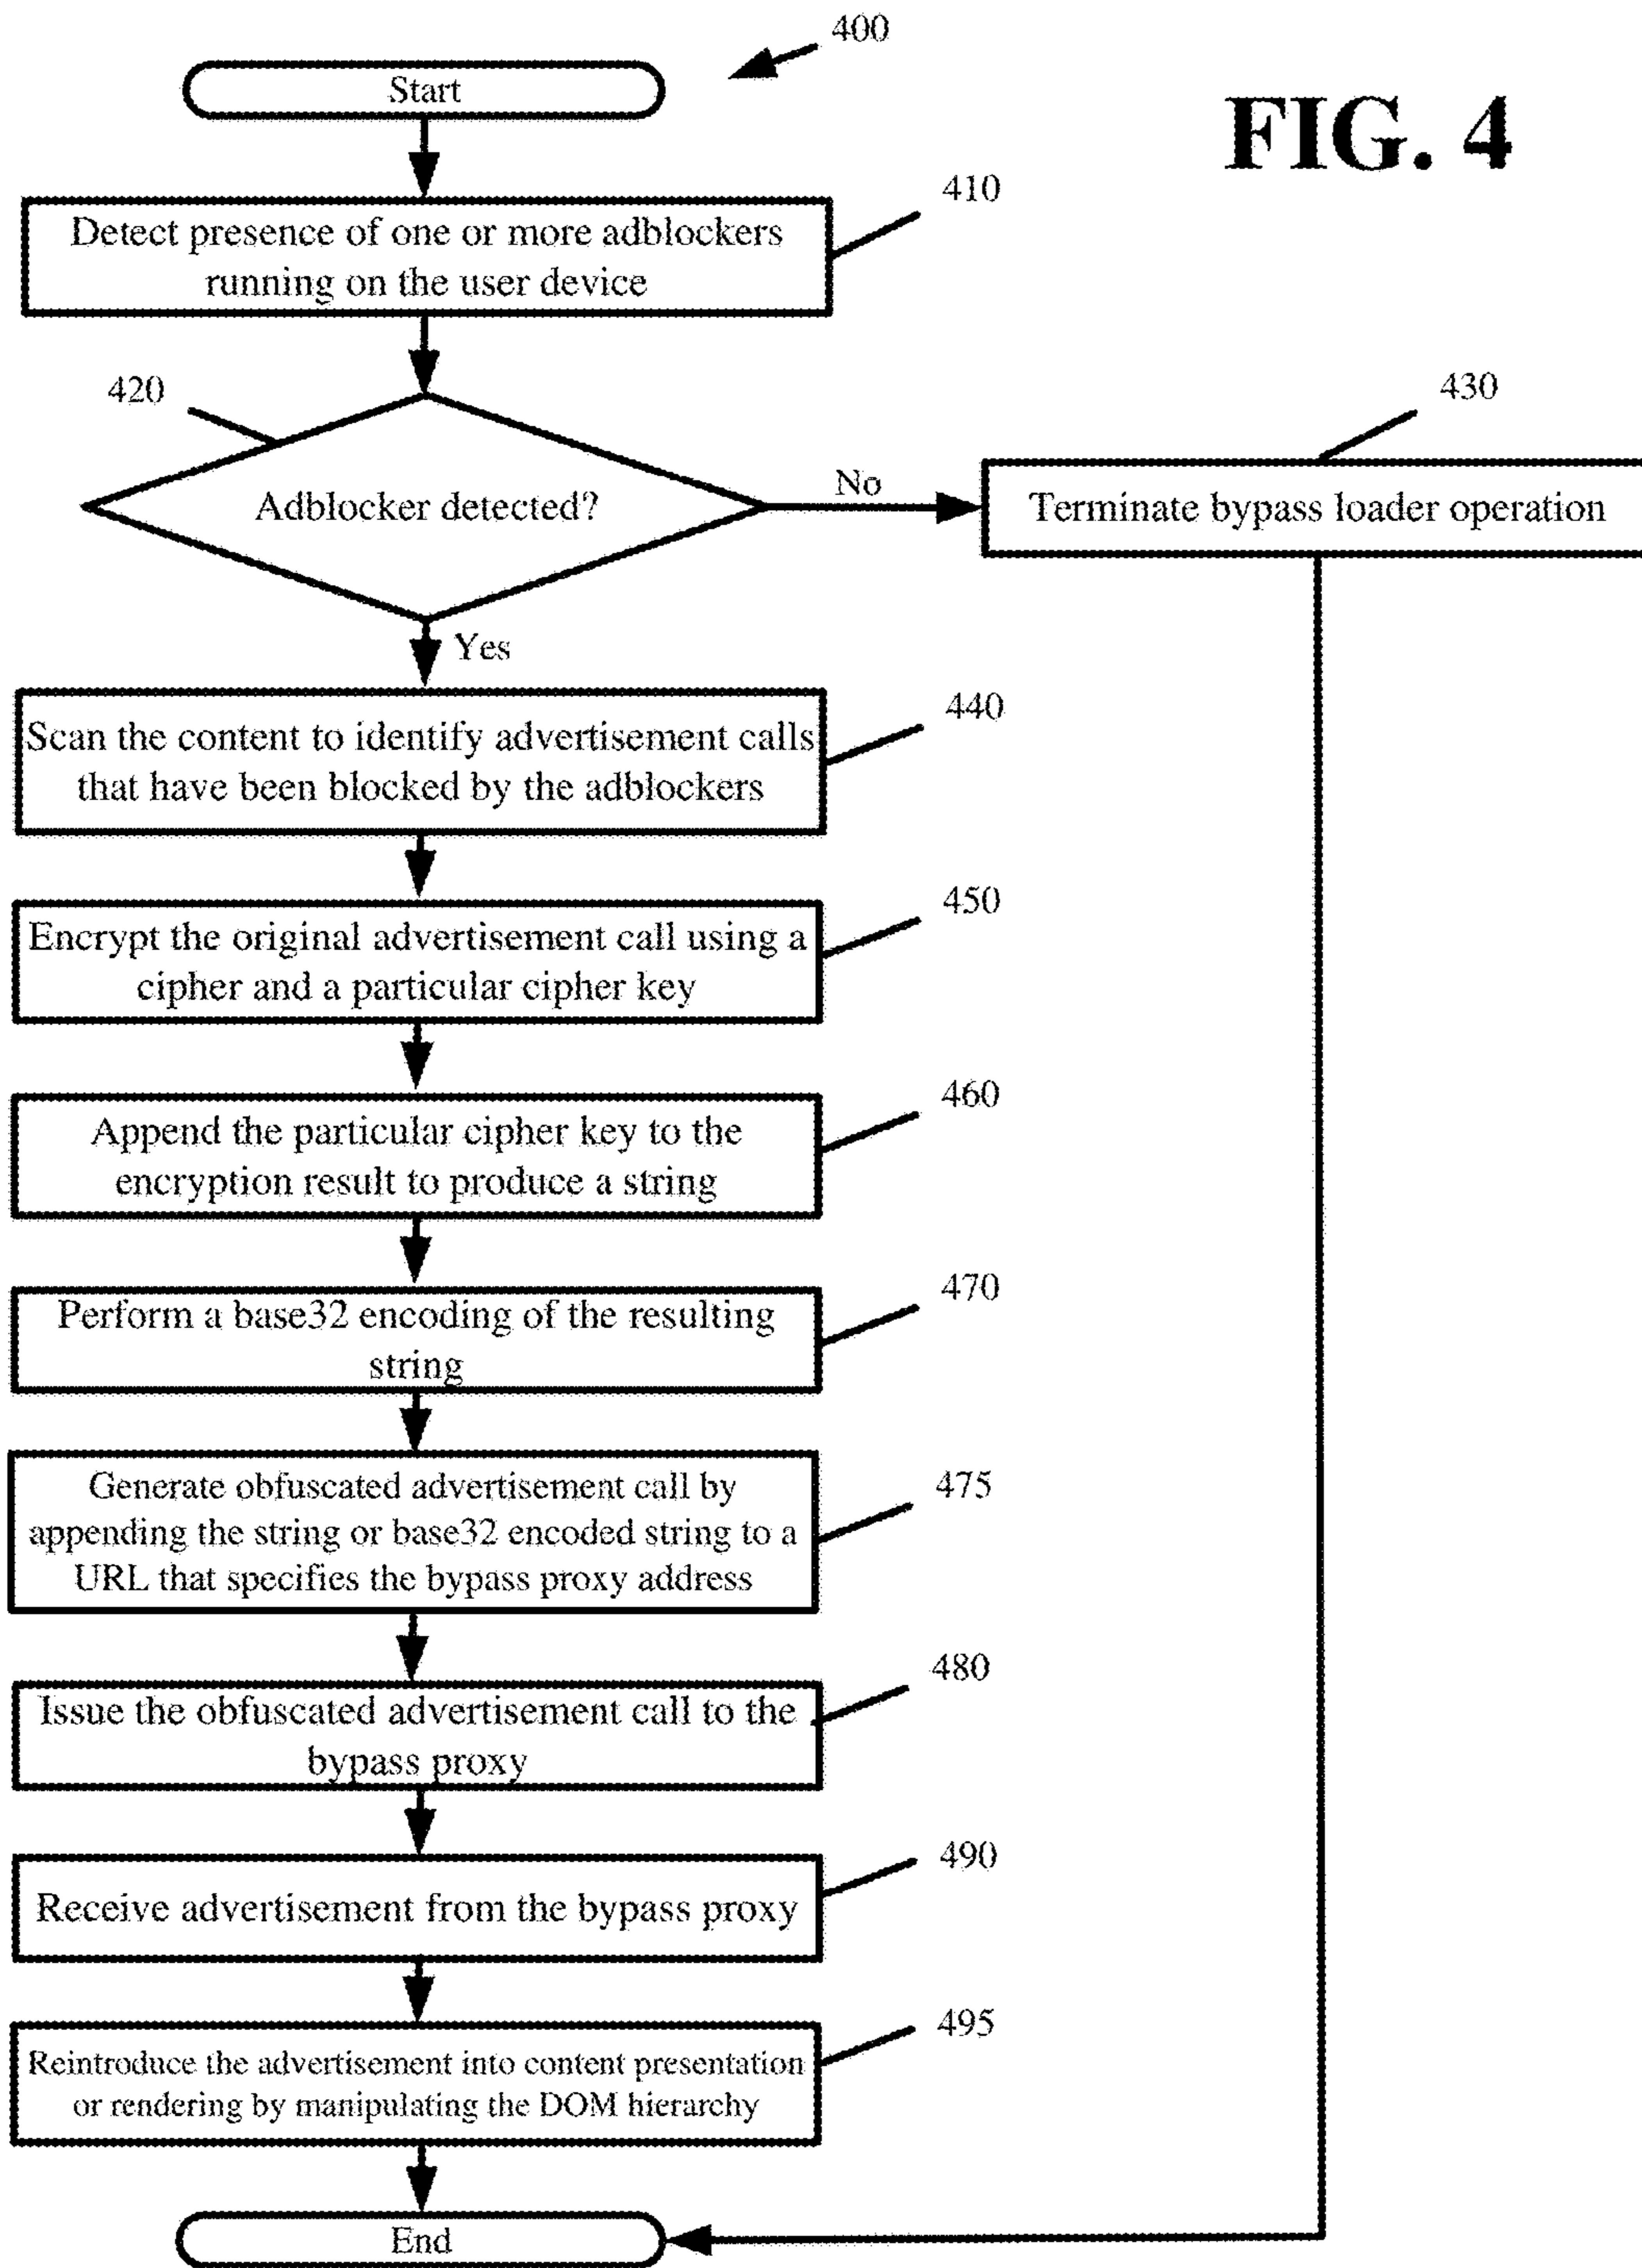 400
Start
FIG. 4
410
Detect presence of one or more adblockers
running on the user device
420
430
Adblocker detected?
No
Terminate bypass loader operation
Yes
440
Scan the content to identify advertisement calls
that have been blocked by the adblockers
450
Encrypt the original advertisement call using a
cipher and a particular cipher key
460
Append the particular cipher key to the
encryption result to produce a string
470
Perform a base32 encoding of the resulting
string
475
Generate obfuscated advertisement call by
appending the string or base32 encoded string to a
URL that specifies the bypass proxy address
480
Issue the obfuscated advertisement call to the
bypass proxy
490
Receive advertisement from the bypass proxy
495
Reintroduce the advertisement into content presentation
or rendering by manipulating the DOM hierarchy
End